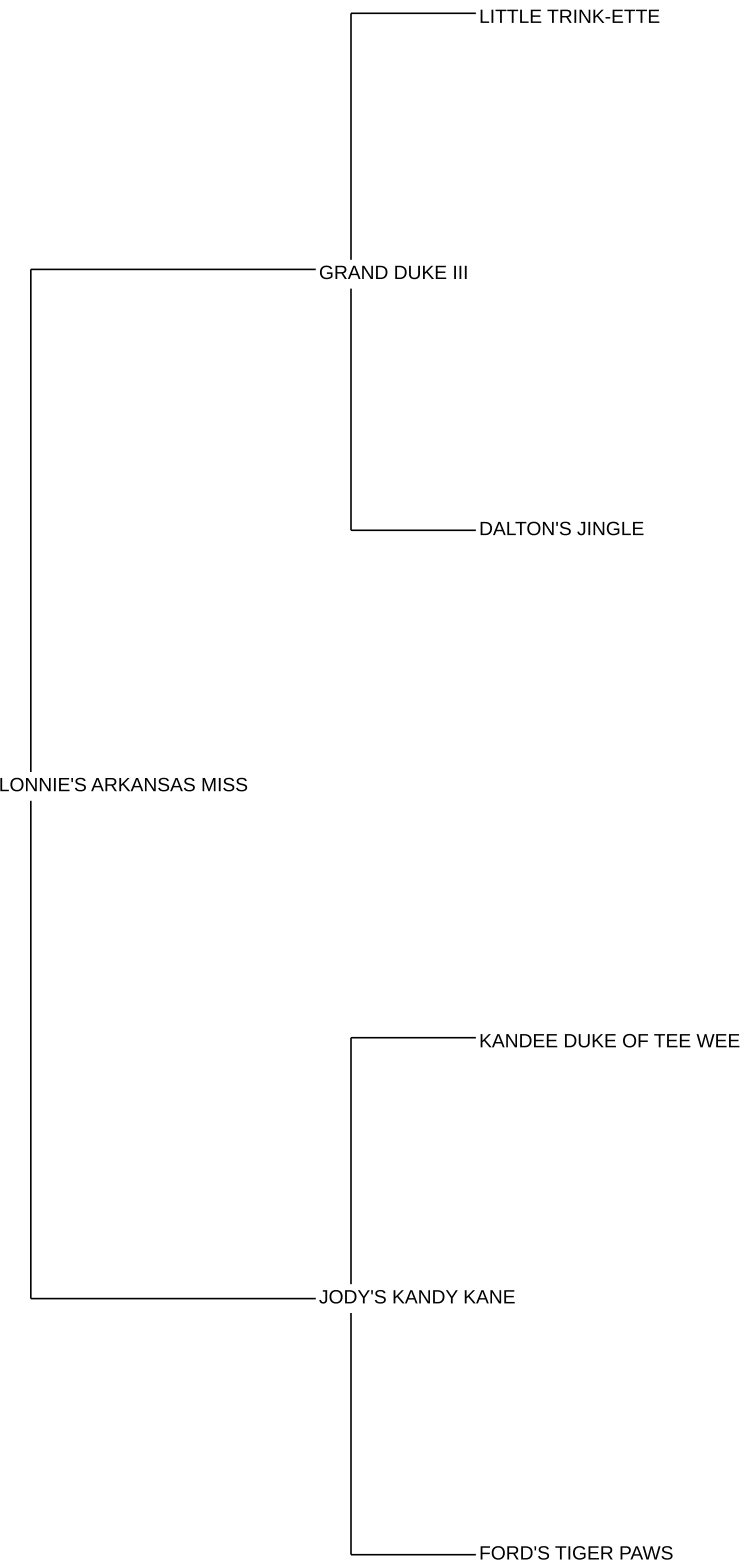 LITTLE TRINK-ETTE
GRAND DUKE III
DALTON'S JINGLE
LONNIE'S ARKANSAS MISS
KANDEE DUKE OF TEE WEE
JODY'S KANDY KANE
FORD'S TIGER PAWS